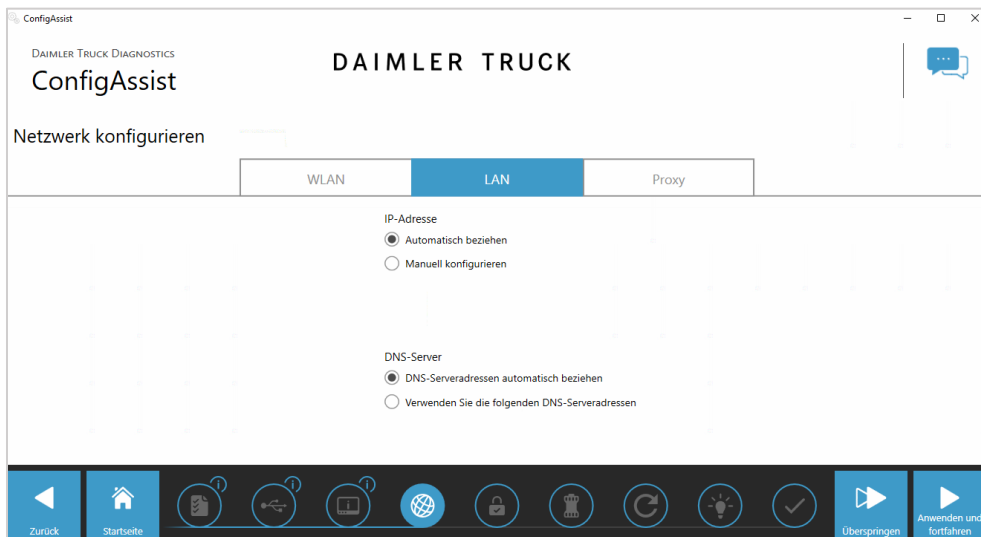 ConfigAssist
DAIMLER TRUCK DIAGNOSTICS
ConfigAssist
DAIMLER TRUCK
Netzwerk konfigurieren
WLAN
LAN
Proxy
IP-Adresse
Automatisch beziehen
Manuell konfigurieren
DNS-Server
DNS-Serveradressen automatisch beziehen
Verwenden Sie die folgenden DNS-Serveradressen
Zurück
Startseite
Überspringen
Anwenden und
fortfahren